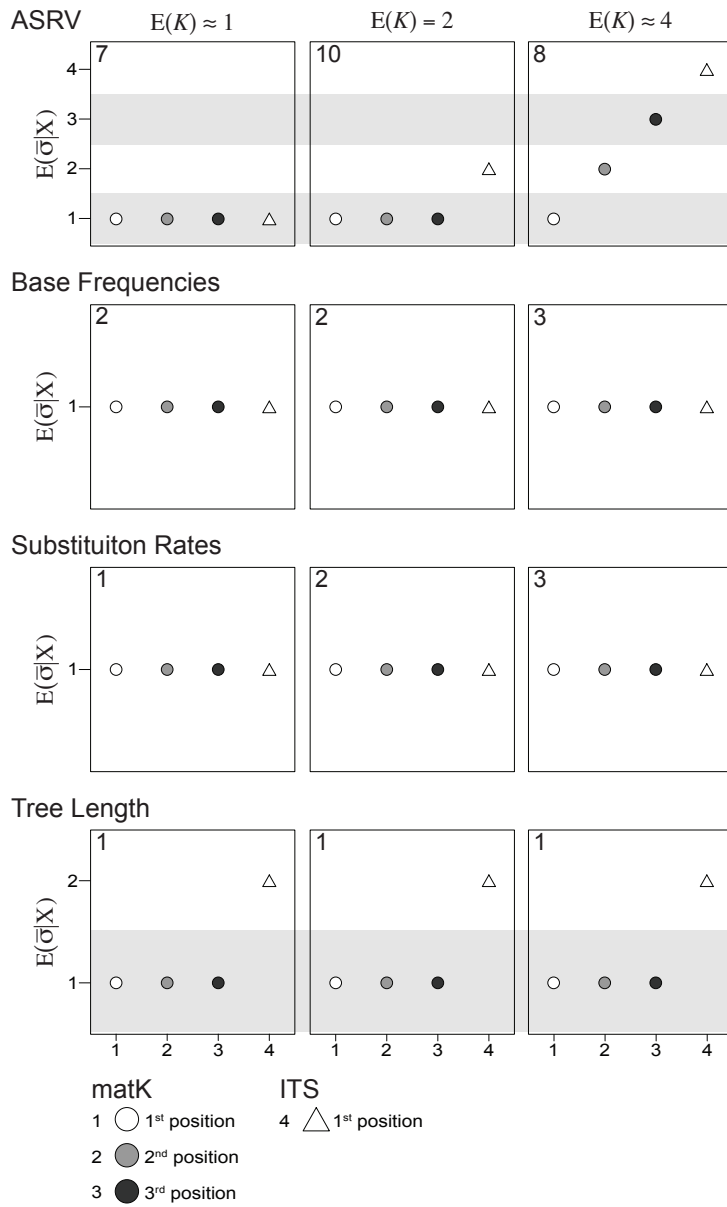 ASRV E(K) ≈ 1 E(K) = 2 E(K) ≈ 4
7 10 8
4
3
2
1
E(σ̅|X)
Base Frequencies
2 2 3
1
E(σ̅|X)
Substituiton Rates
1 2 3
1
E(σ̅|X)
Tree Length
1 1 1
2
1
E(σ̅|X)
1 2 3 4 1 2 3 4 1 2 3 4
matK ITS
1 1st position 4 1st position
2 2nd position
3 3rd position